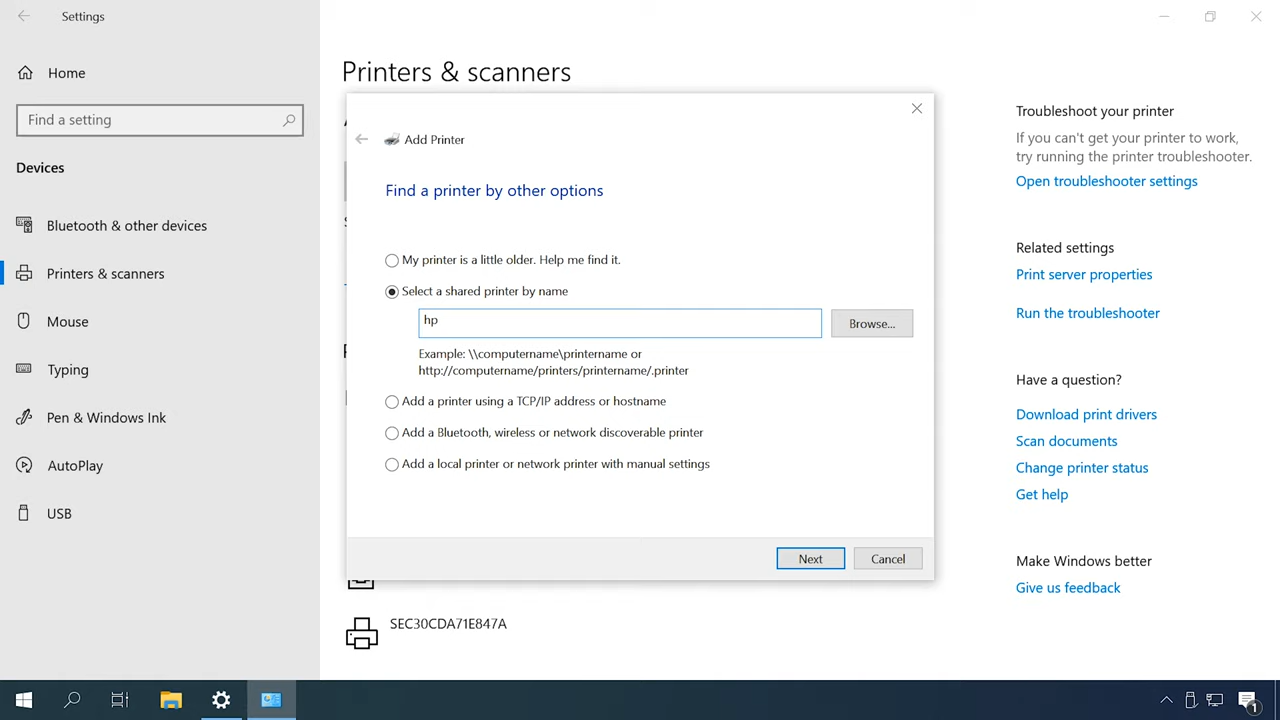 Settings
Home
Find a setting
Devices
Bluetooth & other devices
Printers & scanners
Mouse
Typing
Pen & Windows Ink
AutoPlay
USB
Printers & scanners
Add Printer
Find a printer by other options
My printer is a little older. Help me find it.
Select a shared printer by name
hp
Browse...
Example: \\computername\printername or
http://computername/printers/printername/.printer
Add a printer using a TCP/IP address or hostname
Add a Bluetooth, wireless or network discoverable printer
Add a local printer or network printer with manual settings
Next
Cancel
SEC30CDA71E847A
Troubleshoot your printer
If you can't get your printer to work,
try running the printer troubleshooter.
Open troubleshooter settings
Related settings
Print server properties
Run the troubleshooter
Have a question?
Download print drivers
Scan documents
Change printer status
Get help
Make Windows better
Give us feedback
1